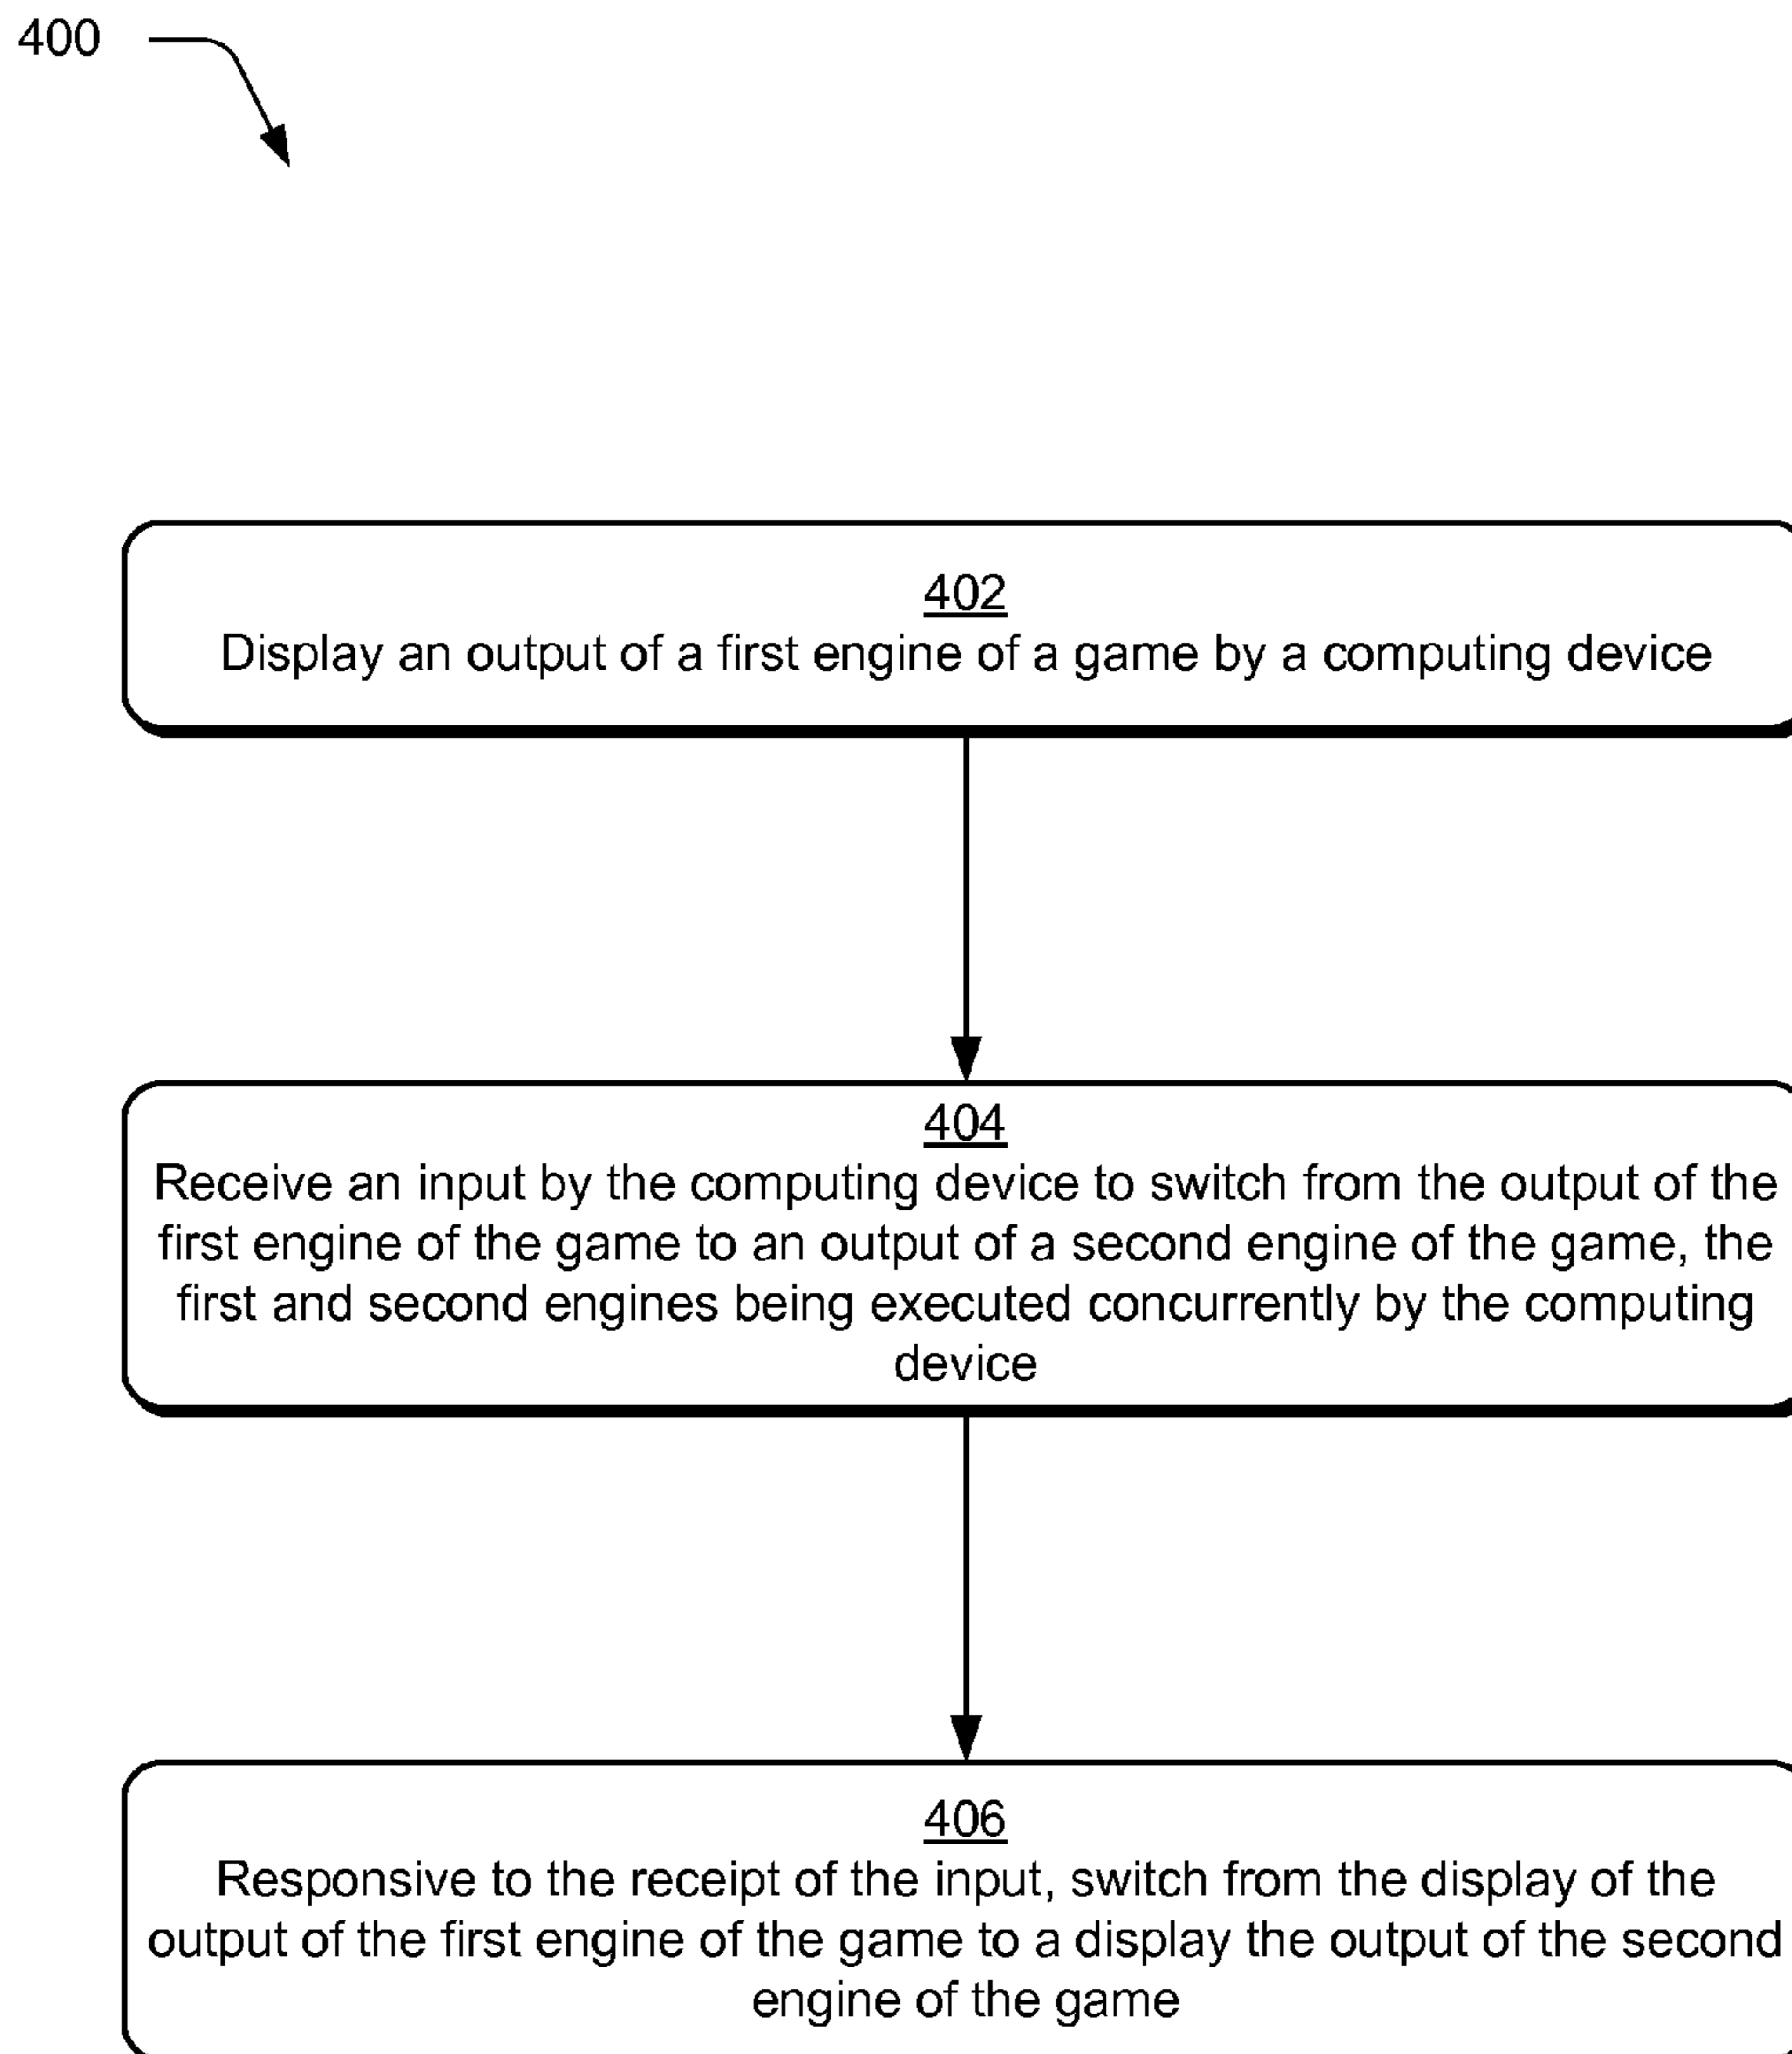 400
402
Display an output of a first engine of a game by a computing device
404
Receive an input by the computing device to switch from the output of the
first engine of the game to an output of a second engine of the game, the
first and second engines being executed concurrently by the computing
device
406
Responsive to the receipt of the input, switch from the display of the
output of the first engine of the game to a display the output of the second
engine of the game